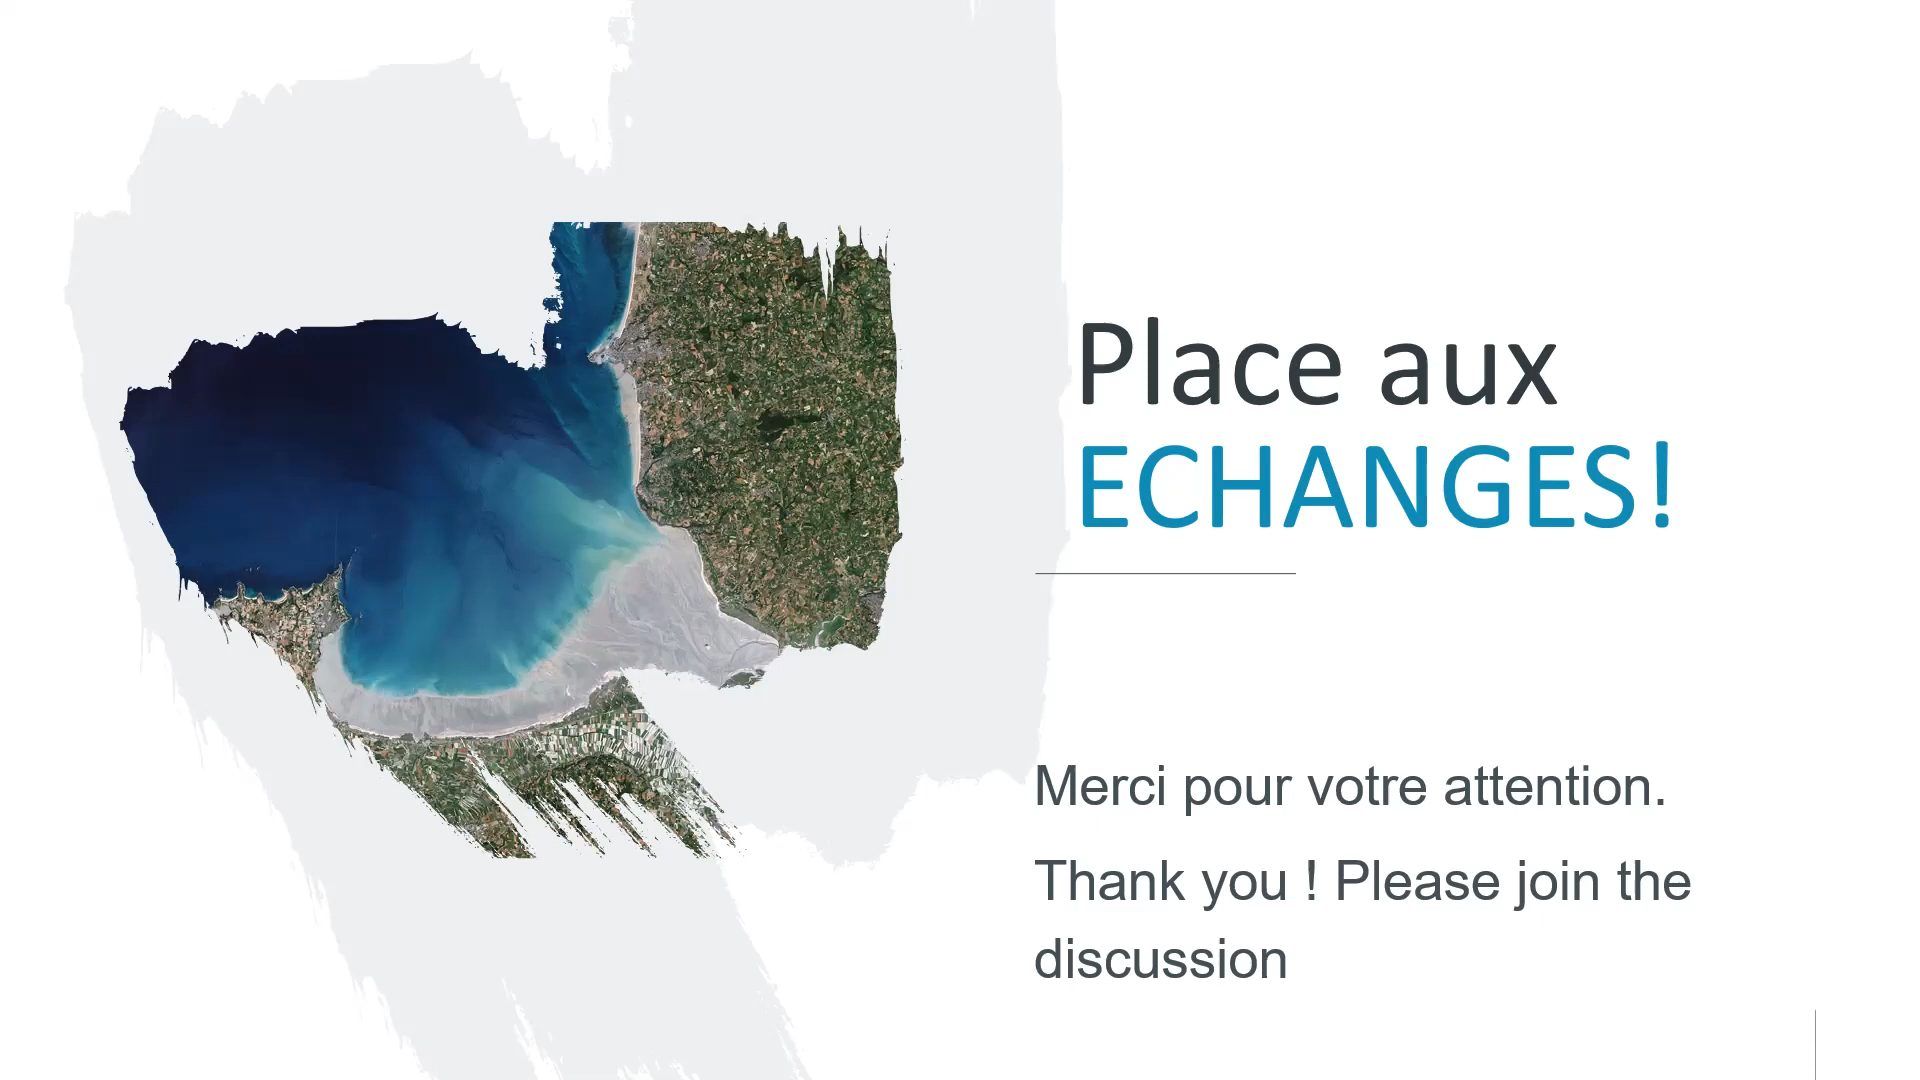 Place aux
ECHANGES!
Merci pour votre attention.
Thank you ! Please join the
discussion